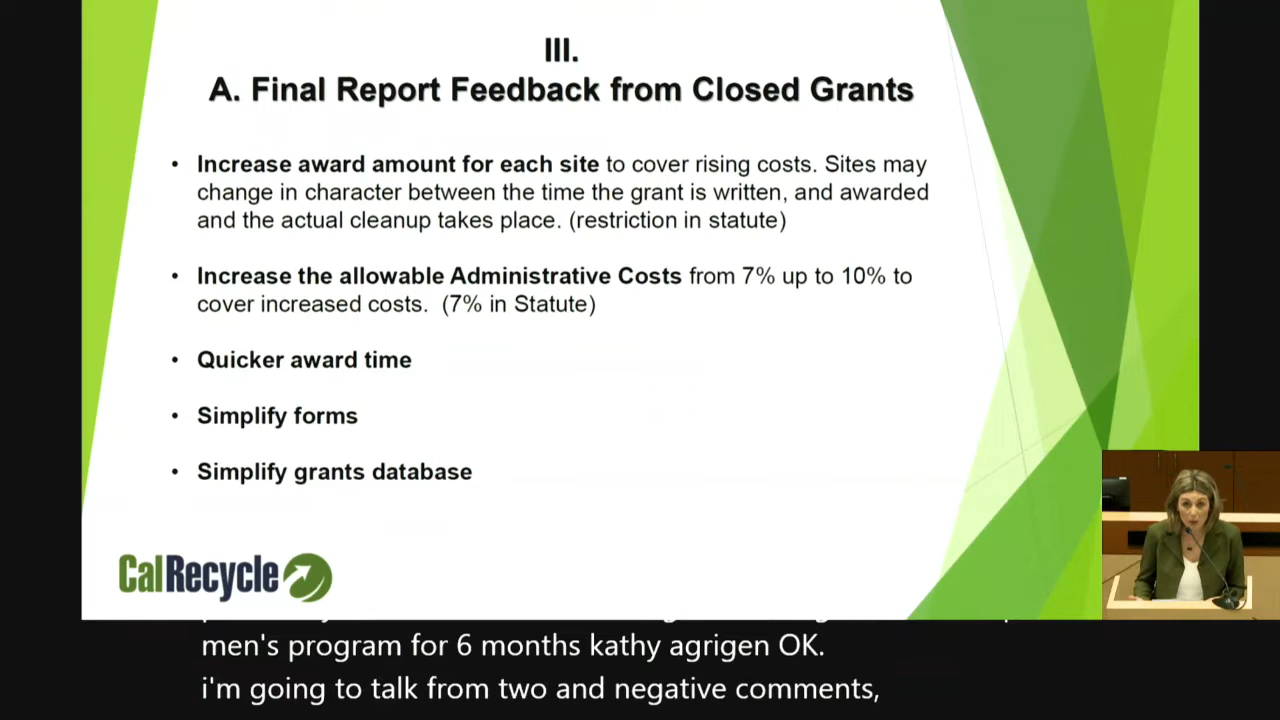 III.
A. Final Report Feedback from Closed Grants
• Increase award amount for each site to cover rising costs. Sites may
change in character between the time the grant is written, and awarded
and the actual cleanup takes place. (restriction in statute)
• Increase the allowable Administrative Costs from 7% up to 10% to
cover increased costs. (7% in Statute)
• Quicker award time
• Simplify forms
• Simplify grants database
CalRecycle
men's program for 6 months kathy agrigen OK.
i'm going to talk from two and negative comments,